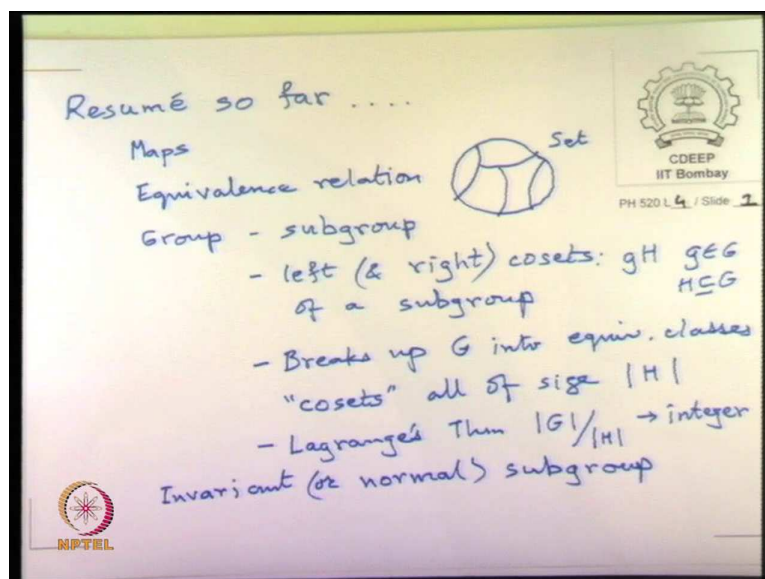 Resumé so far ....
Maps
Set
Equivalence relation
CDEEP
IIT Bombay
PH 520 L 4 / Slide 1
Group - subgroup
- left (& right) cosets: gH g∈G
of a subgroup H⊆G
- Breaks up G into equiv. classes
"cosets" all of size |H|
- Lagrange's Thm |G|/|H| → integer
Invariant (or normal) subgroup
NPTEL